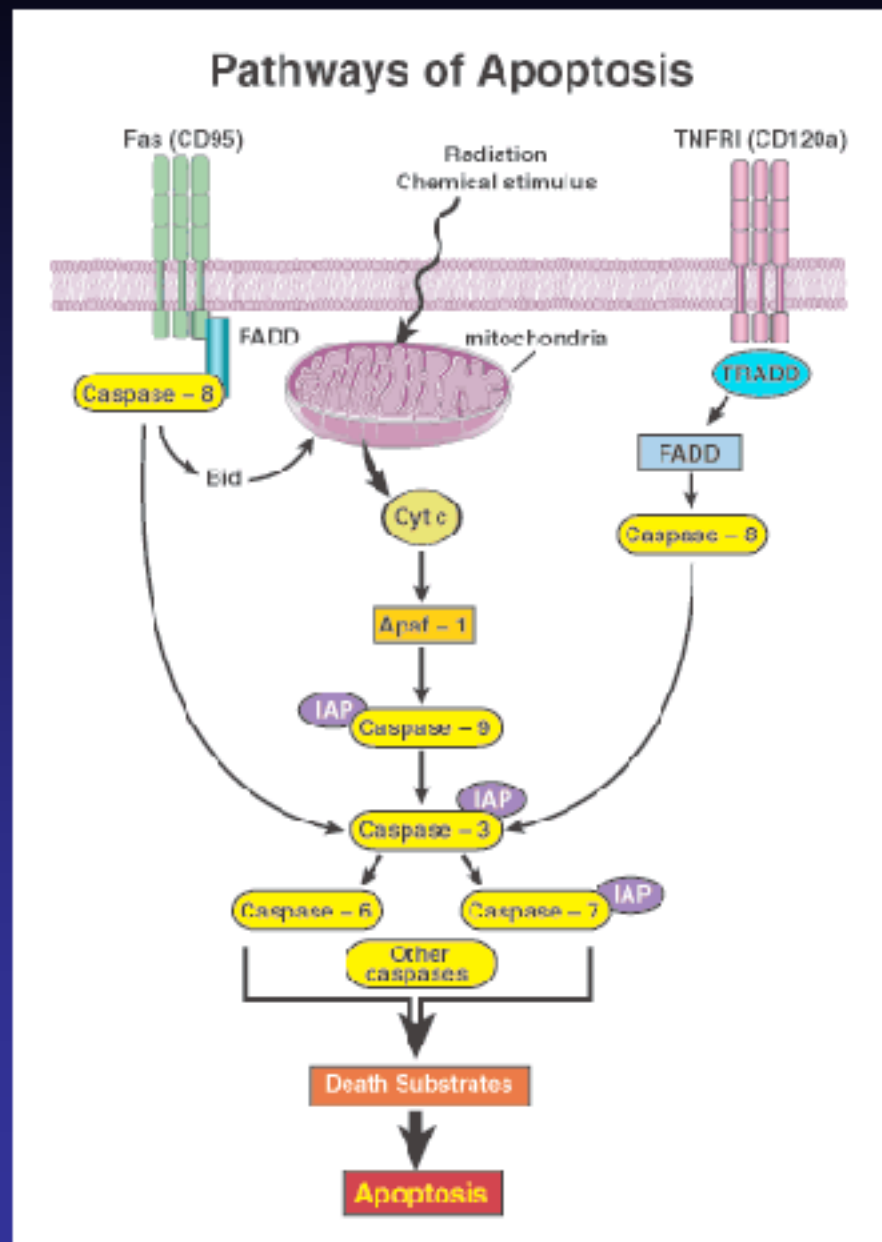 Pathways of Apoptosis
Fas (CD95)
Radiation
Chemical stimulus
TNFRI (CD120a)
FADD
mitochondria
TRADD
Caspase – 8
FADD
Bid
Cyt c
Caspase – 8
Apaf – 1
IAP
Caspase – 9
IAP
Caspase – 3
Caspase – 6
Caspase – 7
IAP
Other
caspases
Death Substrates
Apoptosis